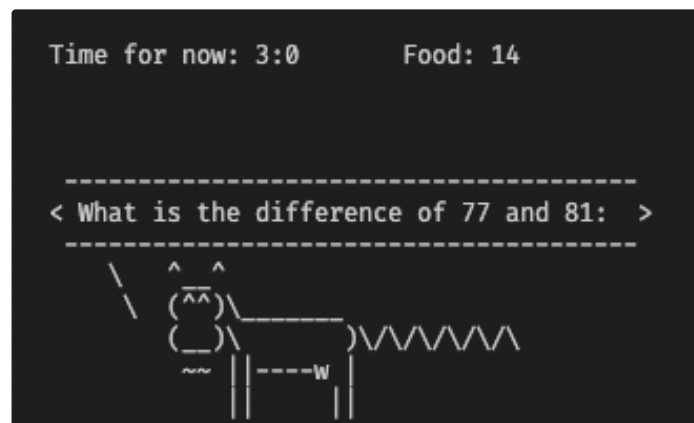 Time for now: 3:0 Food: 14
< What is the difference of 77 and 81: >